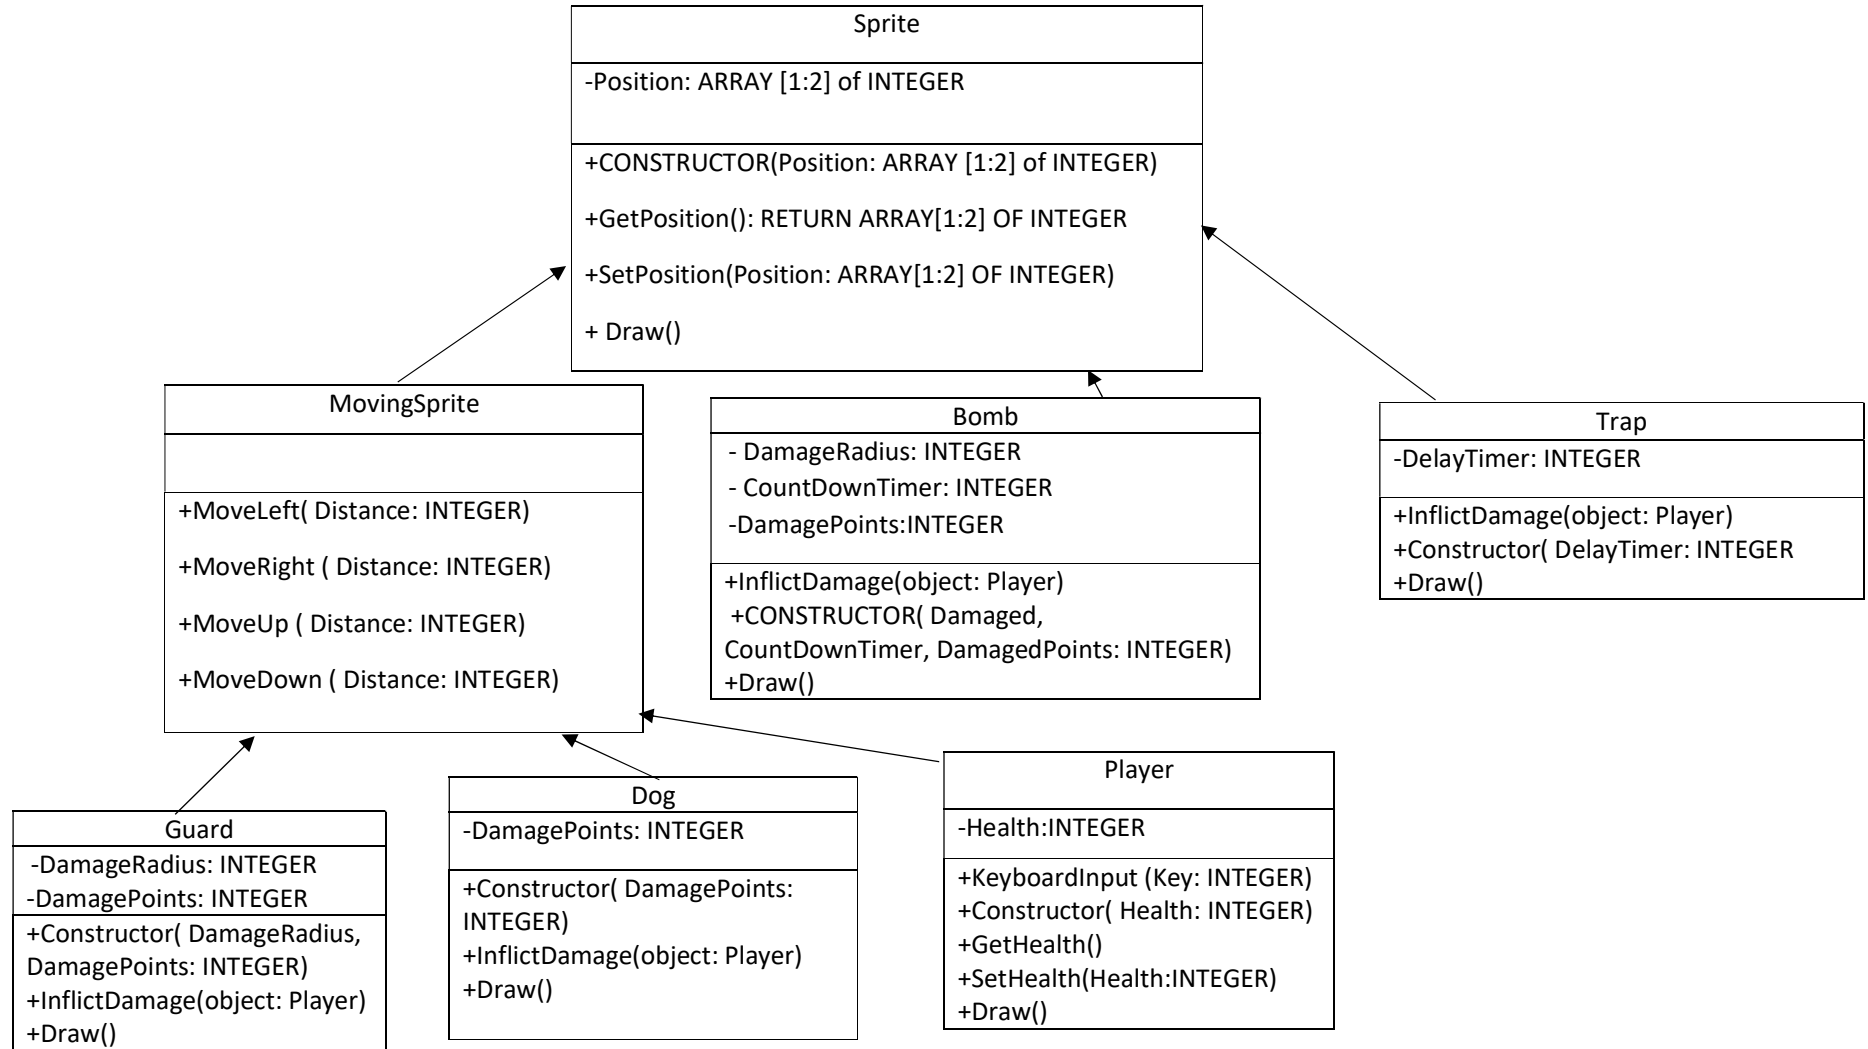 Sprite
-Position: ARRAY [1:2] of INTEGER
+CONSTRUCTOR(Position: ARRAY [1:2] of INTEGER)
+GetPosition(): RETURN ARRAY[1:2] OF INTEGER
+SetPosition(Position: ARRAY[1:2] OF INTEGER)
+ Draw()
MovingSprite
+MoveLeft( Distance: INTEGER)
+MoveRight ( Distance: INTEGER)
+MoveUp ( Distance: INTEGER)
+MoveDown ( Distance: INTEGER)
Bomb
- DamageRadius: INTEGER
- CountDownTimer: INTEGER
-DamagePoints:INTEGER
+InflictDamage(object: Player)
+CONSTRUCTOR( Damaged,
CountDownTimer, DamagedPoints: INTEGER)
+Draw()
Trap
-DelayTimer: INTEGER
+InflictDamage(object: Player)
+Constructor( DelayTimer: INTEGER
+Draw()
Guard
-DamageRadius: INTEGER
-DamagePoints: INTEGER
+Constructor( DamageRadius,
DamagePoints: INTEGER)
+InflictDamage(object: Player)
+Draw()
Dog
-DamagePoints: INTEGER
+Constructor( DamagePoints:
INTEGER)
+InflictDamage(object: Player)
+Draw()
Player
-Health:INTEGER
+KeyboardInput (Key: INTEGER)
+Constructor( Health: INTEGER)
+GetHealth()
+SetHealth(Health:INTEGER)
+Draw()